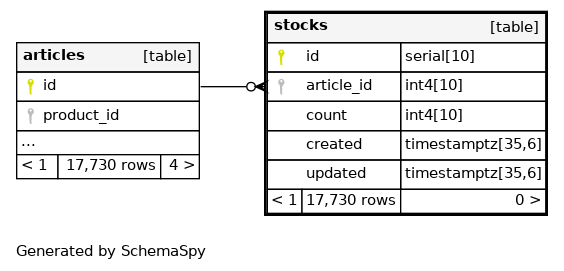 articles [table]
id
product_id
...
< 1 17,730 rows 4 >
stocks [table]
id serial[10]
article_id int4[10]
count int4[10]
created timestamptz[35,6]
updated timestamptz[35,6]
< 1 17,730 rows 0 >
Generated by SchemaSpy